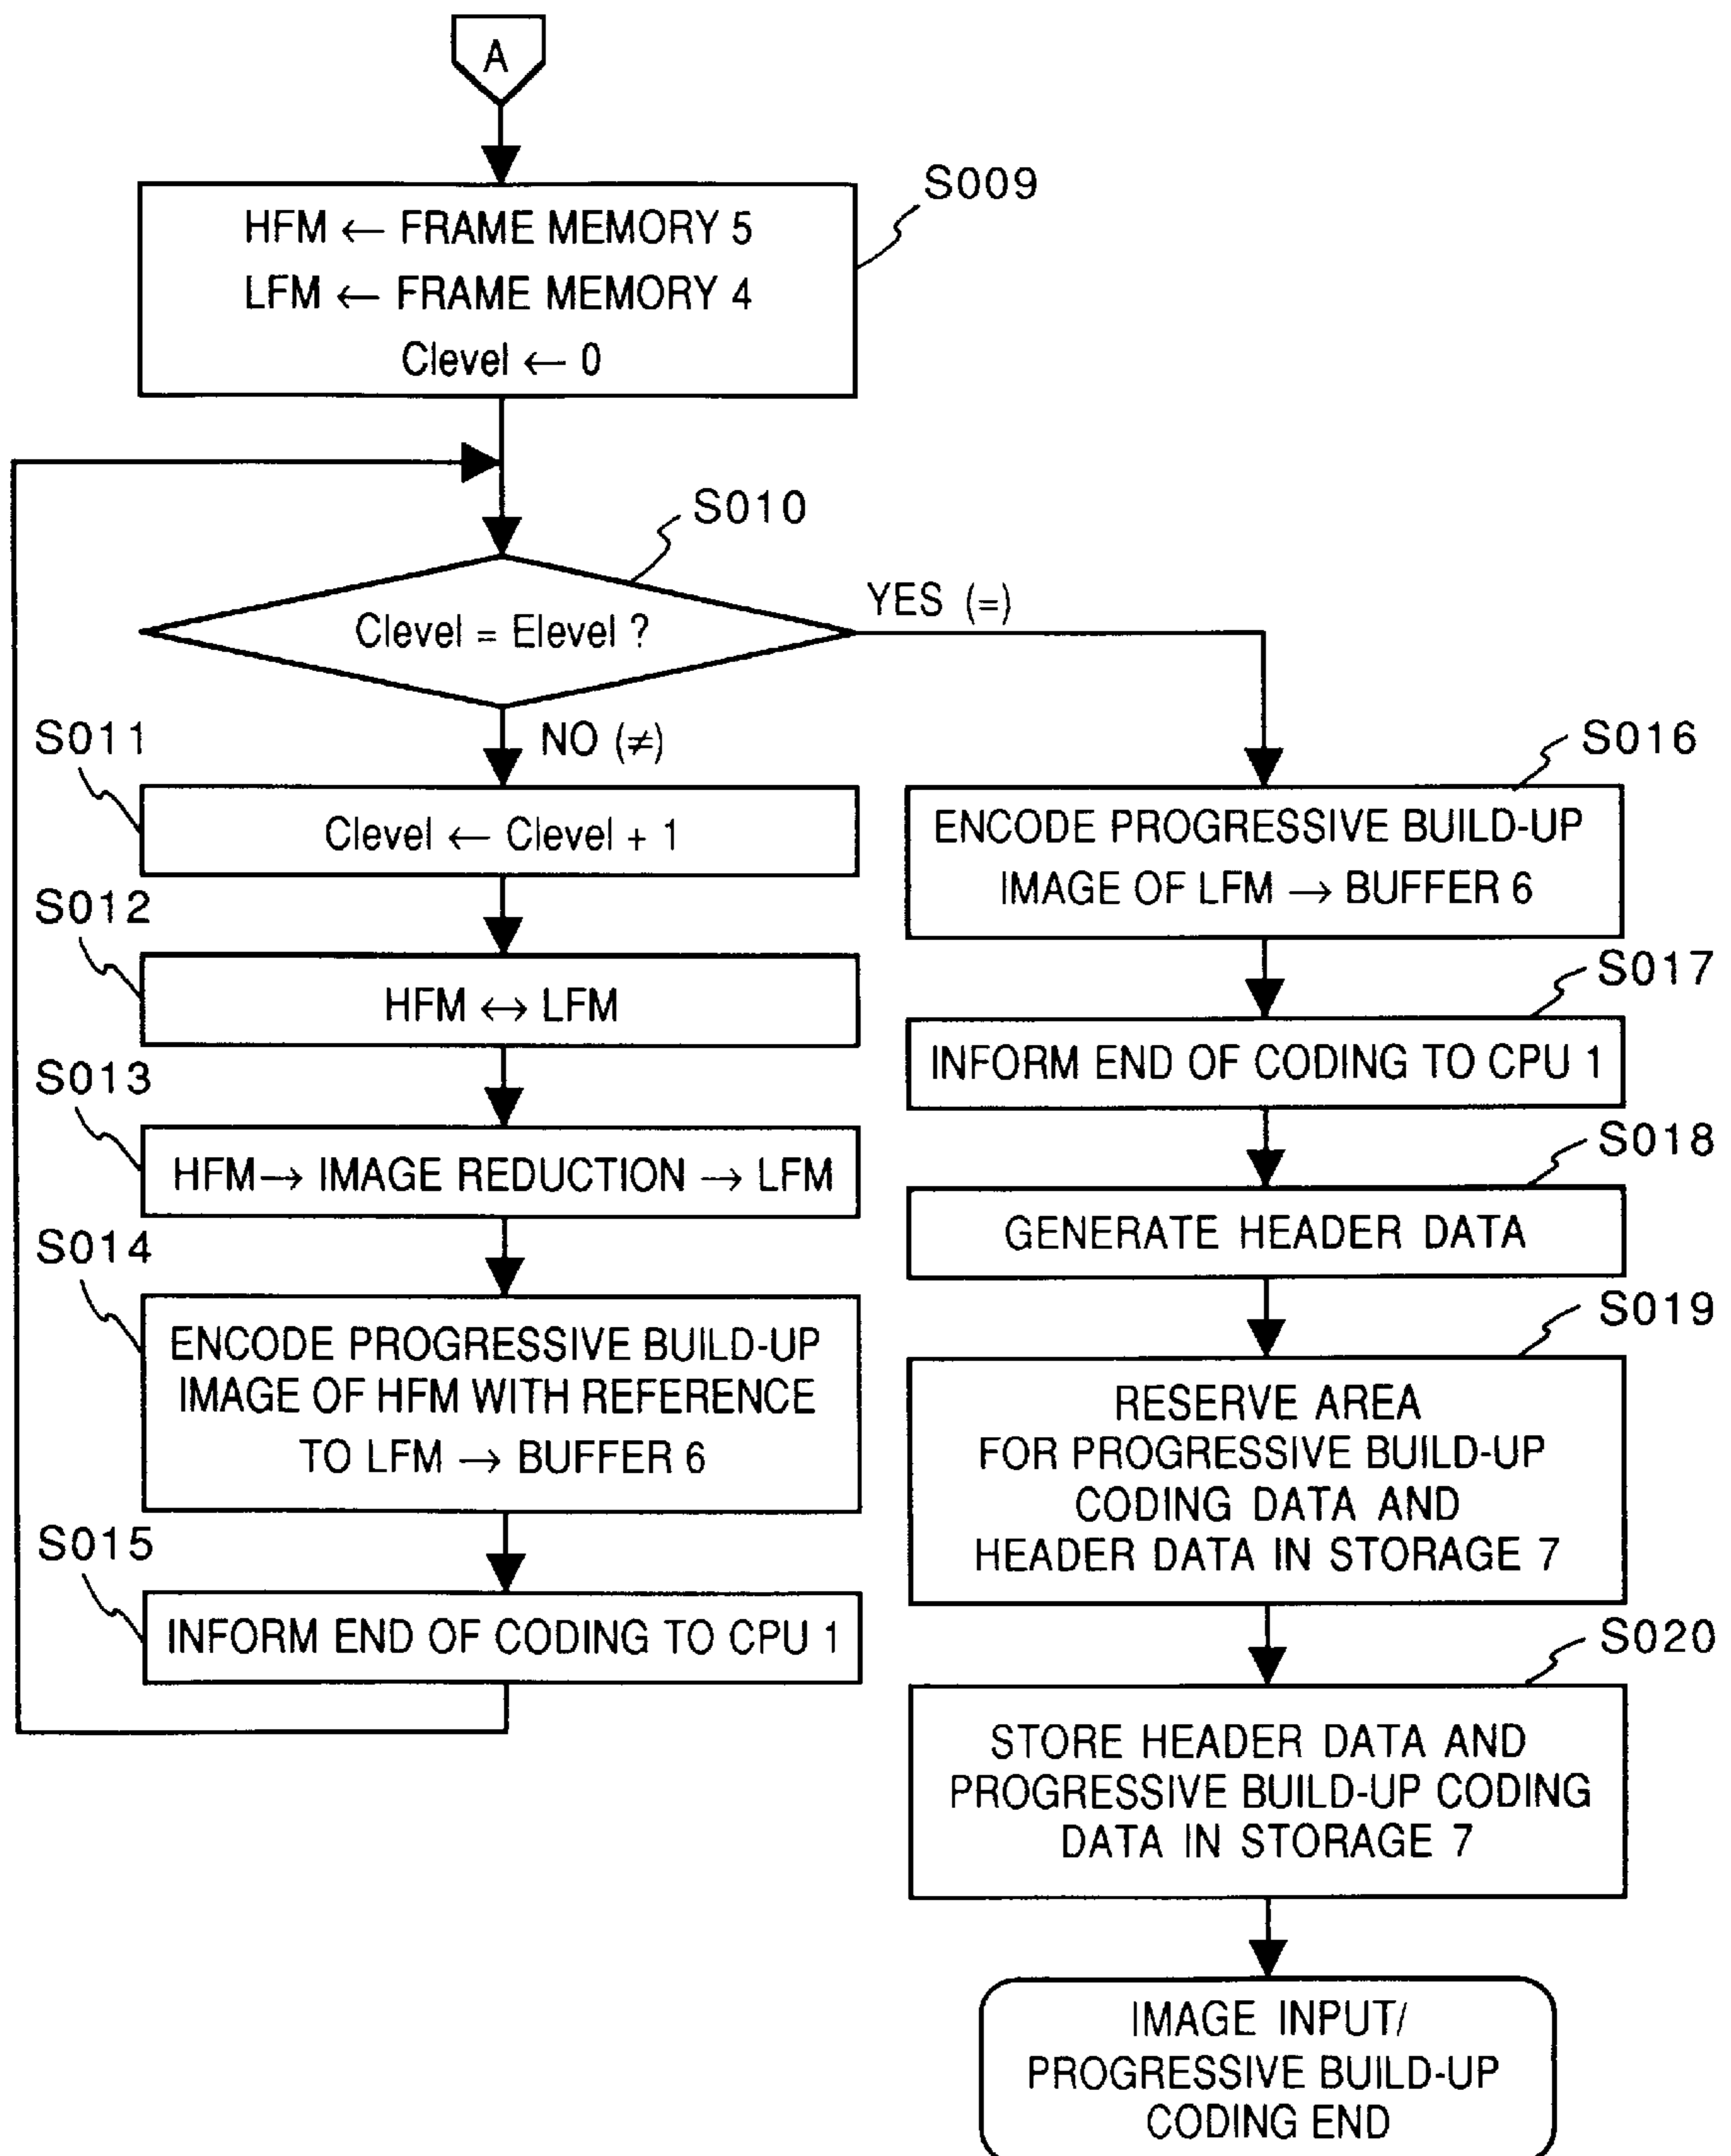 A
S009
HFM ← FRAME MEMORY 5
LFM ← FRAME MEMORY 4
Clevel ← 0
S010
Clevel = Elevel ?
YES (=)
NO (≠)
S011
Clevel ← Clevel + 1
S012
HFM ↔ LFM
S013
HFM→ IMAGE REDUCTION → LFM
S014
ENCODE PROGRESSIVE BUILD-UP
IMAGE OF HFM WITH REFERENCE
TO LFM → BUFFER 6
S015
INFORM END OF CODING TO CPU 1
S016
ENCODE PROGRESSIVE BUILD-UP
IMAGE OF LFM → BUFFER 6
S017
INFORM END OF CODING TO CPU 1
S018
GENERATE HEADER DATA
S019
RESERVE AREA
FOR PROGRESSIVE BUILD-UP
CODING DATA AND
HEADER DATA IN STORAGE 7
S020
STORE HEADER DATA AND
PROGRESSIVE BUILD-UP CODING
DATA IN STORAGE 7
IMAGE INPUT/
PROGRESSIVE BUILD-UP
CODING END